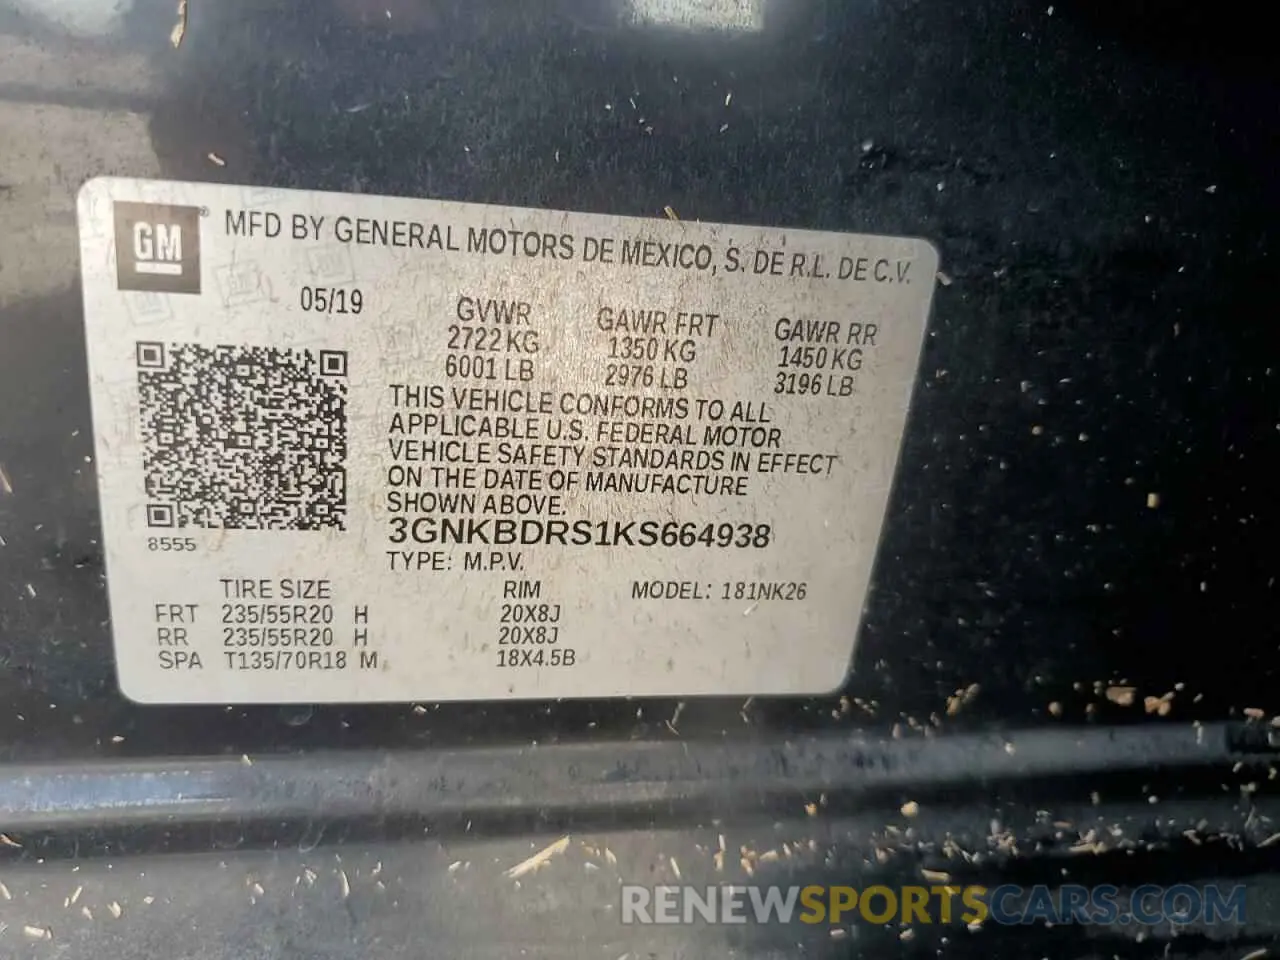 GM
MFD BY GENERAL MOTORS DE MEXICO, S. DE R.L. DE C.V.
05/19
GVWR GAWR FRT GAWR RR
2722 KG 1350 KG 1450 KG
6001 LB 2976 LB 3196 LB
THIS VEHICLE CONFORMS TO ALL
APPLICABLE U.S. FEDERAL MOTOR
VEHICLE SAFETY STANDARDS IN EFFECT
ON THE DATE OF MANUFACTURE
SHOWN ABOVE.
3GNKBDRS1KS664938
8555
TYPE: M.P.V.
TIRE SIZE RIM MODEL: 181NK26
FRT 235/55R20 H 20X8J
RR 235/55R20 H 20X8J
SPA T135/70R18 M 18X4.5B
RENEWSPORTSCARS.COM